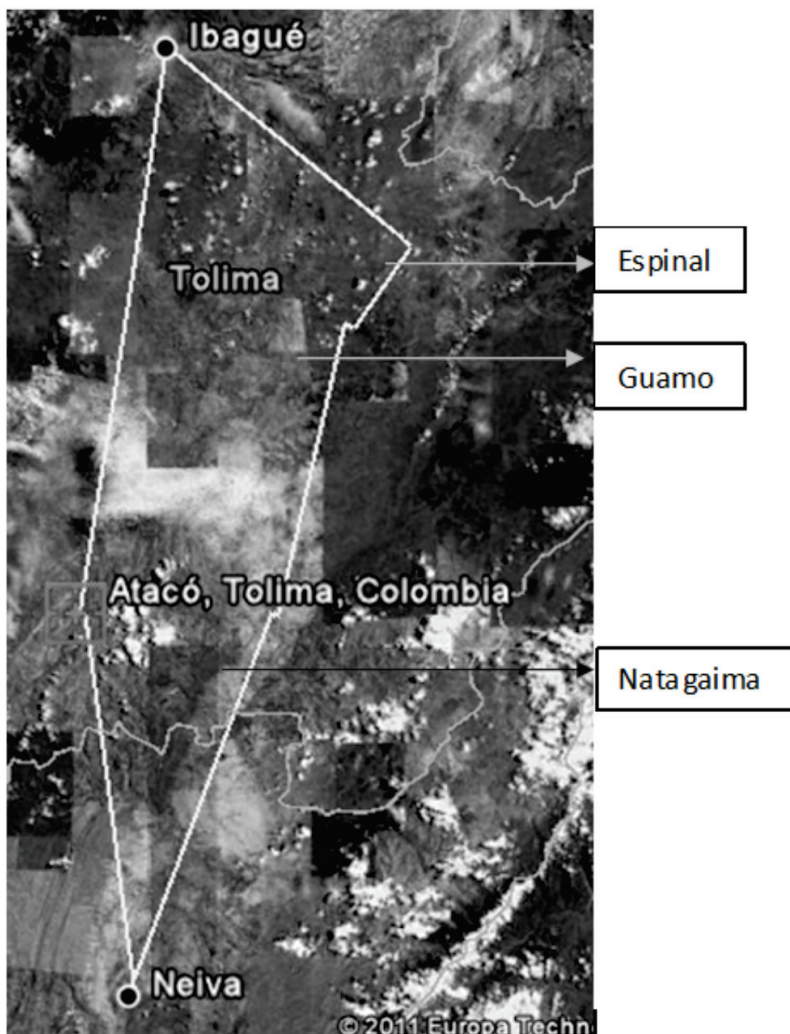 Ibagué
Espinal
Tolima
Guamo
Atacó, Tolima, Colombia
Natagaima
Neiva
© 2011 Europa Techn